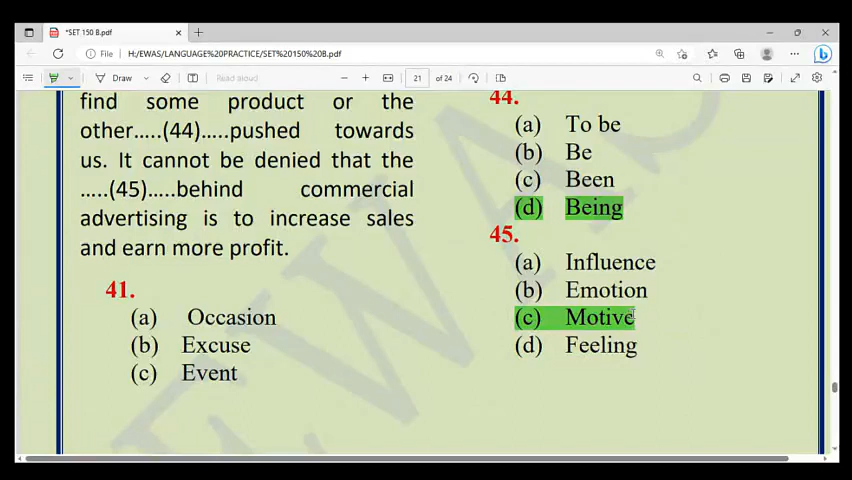 *SET 150 B.pdf
File
H:/EWAS/LANGUAGE%20PRACTICE/SET%20150%20B.pdf
Draw
Read aloud
21
of 24
find some product or the
other…..(44)…..pushed towards
us. It cannot be denied that the
…..(45)…..behind commercial
advertising is to increase sales
and earn more profit.
41.
(a) Occasion
(b) Excuse
(c) Event
44.
(a) To be
(b) Be
(c) Been
(d) Being
45.
(a) Influence
(b) Emotion
(c) Motive
(d) Feeling